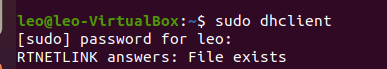 leo@leo-VirtualBox:~$ sudo dhclient
[sudo] password for leo:
RTNETLINK answers: File exists